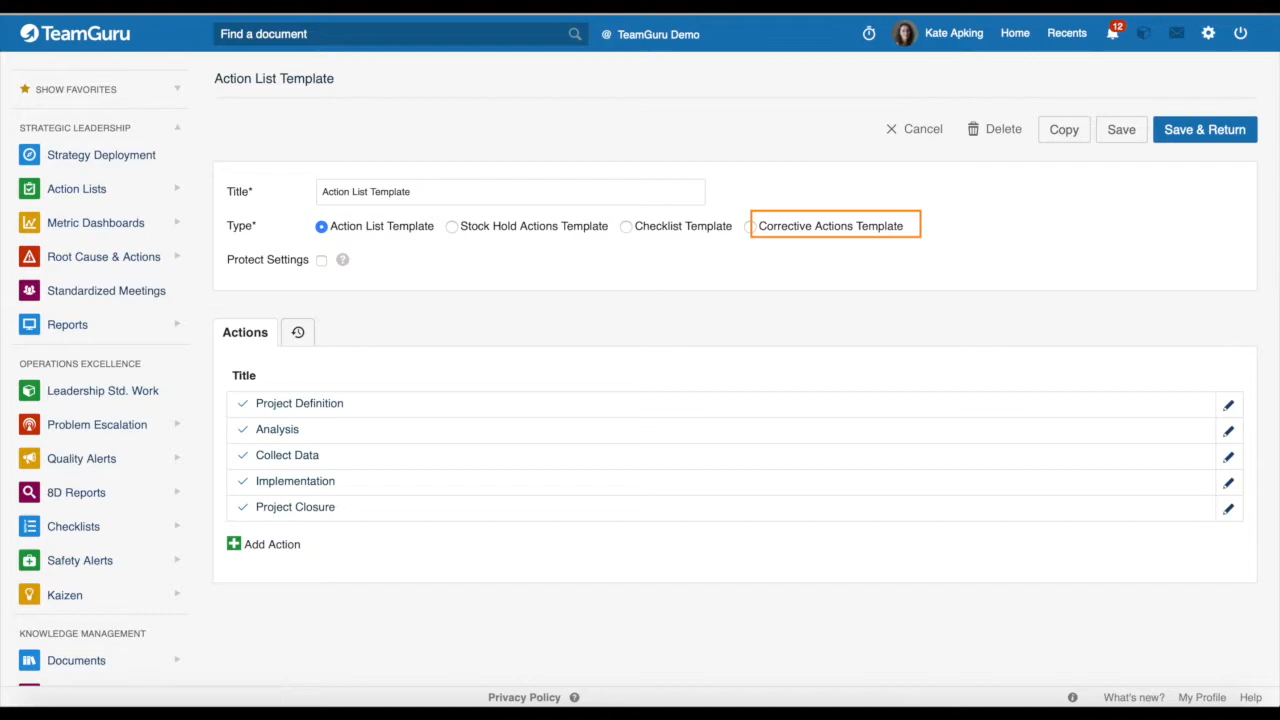 TeamGuru
Find a document
@ TeamGuru Demo
Kate Apking
Home
Recents
12
SHOW FAVORITES
STRATEGIC LEADERSHIP
Strategy Deployment
Action Lists
Metric Dashboards
Root Cause & Actions
Standardized Meetings
Reports
OPERATIONS EXCELLENCE
Leadership Std. Work
Problem Escalation
Quality Alerts
8D Reports
Checklists
Safety Alerts
Kaizen
KNOWLEDGE MANAGEMENT
Documents
Action List Template
Cancel
Delete
Copy
Save
Save & Return
Title*
Action List Template
Type*
Action List Template
Stock Hold Actions Template
Checklist Template
Corrective Actions Template
Protect Settings
?
Actions
Title
Project Definition
Analysis
Collect Data
Implementation
Project Closure
Add Action
Privacy Policy
?
What's new?
My Profile
Help